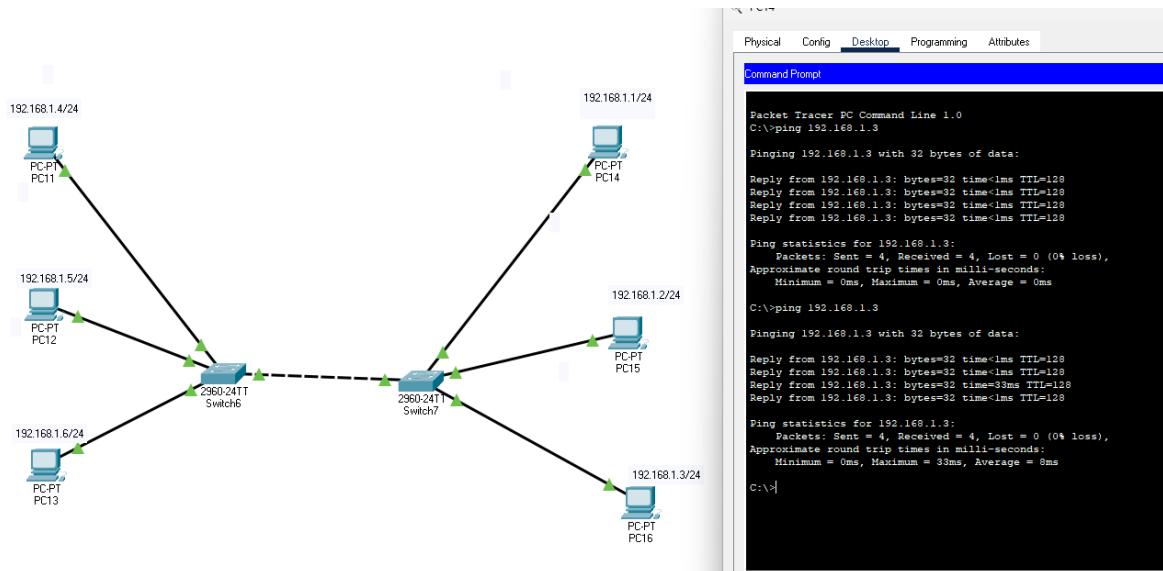 192.168.1.4/24
PC-PT
PC11
192.168.1.5/24
PC-PT
PC12
192.168.1.6/24
PC-PT
PC13
2960-24TT
Switch6
2960-24TT
Switch7
192.168.1.1/24
PC-PT
PC14
192.168.1.2/24
PC-PT
PC15
192.168.1.3/24
PC-PT
PC16
PC14
Physical Config Desktop Programming Attributes
Command Prompt
Packet Tracer PC Command Line 1.0
C:\>ping 192.168.1.3
Pinging 192.168.1.3 with 32 bytes of data:
Reply from 192.168.1.3: bytes=32 time<1ms TTL=128
Reply from 192.168.1.3: bytes=32 time<1ms TTL=128
Reply from 192.168.1.3: bytes=32 time<1ms TTL=128
Reply from 192.168.1.3: bytes=32 time<1ms TTL=128
Ping statistics for 192.168.1.3:
Packets: Sent = 4, Received = 4, Lost = 0 (0% loss),
Approximate round trip times in milli-seconds:
Minimum = 0ms, Maximum = 0ms, Average = 0ms
C:\>ping 192.168.1.3
Pinging 192.168.1.3 with 32 bytes of data:
Reply from 192.168.1.3: bytes=32 time<1ms TTL=128
Reply from 192.168.1.3: bytes=32 time<1ms TTL=128
Reply from 192.168.1.3: bytes=32 time=33ms TTL=128
Reply from 192.168.1.3: bytes=32 time<1ms TTL=128
Ping statistics for 192.168.1.3:
Packets: Sent = 4, Received = 4, Lost = 0 (0% loss),
Approximate round trip times in milli-seconds:
Minimum = 0ms, Maximum = 33ms, Average = 8ms
C:\>